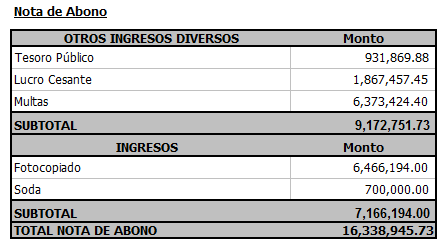 Nota de Abono
OTROS INGRESOS DIVERSOS Monto
Tesoro Público 931,869.88
Lucro Cesante 1,867,457.45
Multas 6,373,424.40
SUBTOTAL 9,172,751.73
INGRESOS Monto
Fotocopiado 6,466,194.00
Soda 700,000.00
SUBTOTAL 7,166,194.00
TOTAL NOTA DE ABONO 16,338,945.73